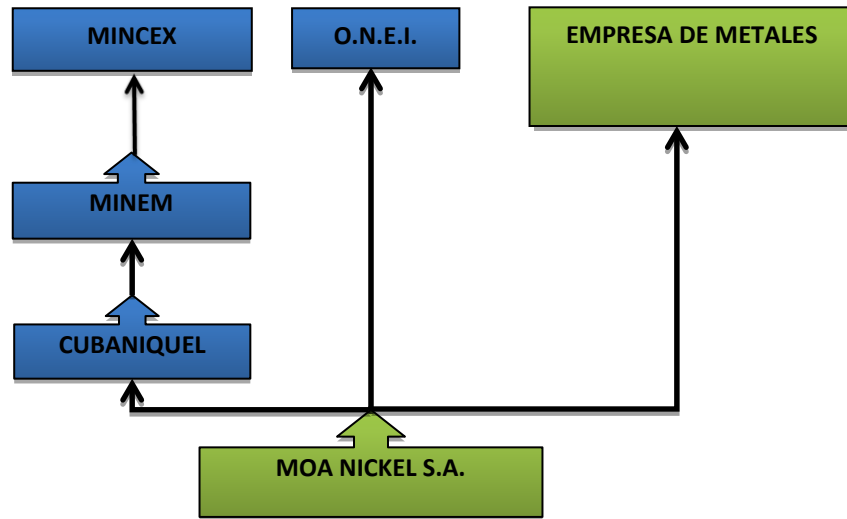 MINCEX
O.N.E.I.
EMPRESA DE METALES
MINEM
CUBANIQUEL
MOA NICKEL S.A.